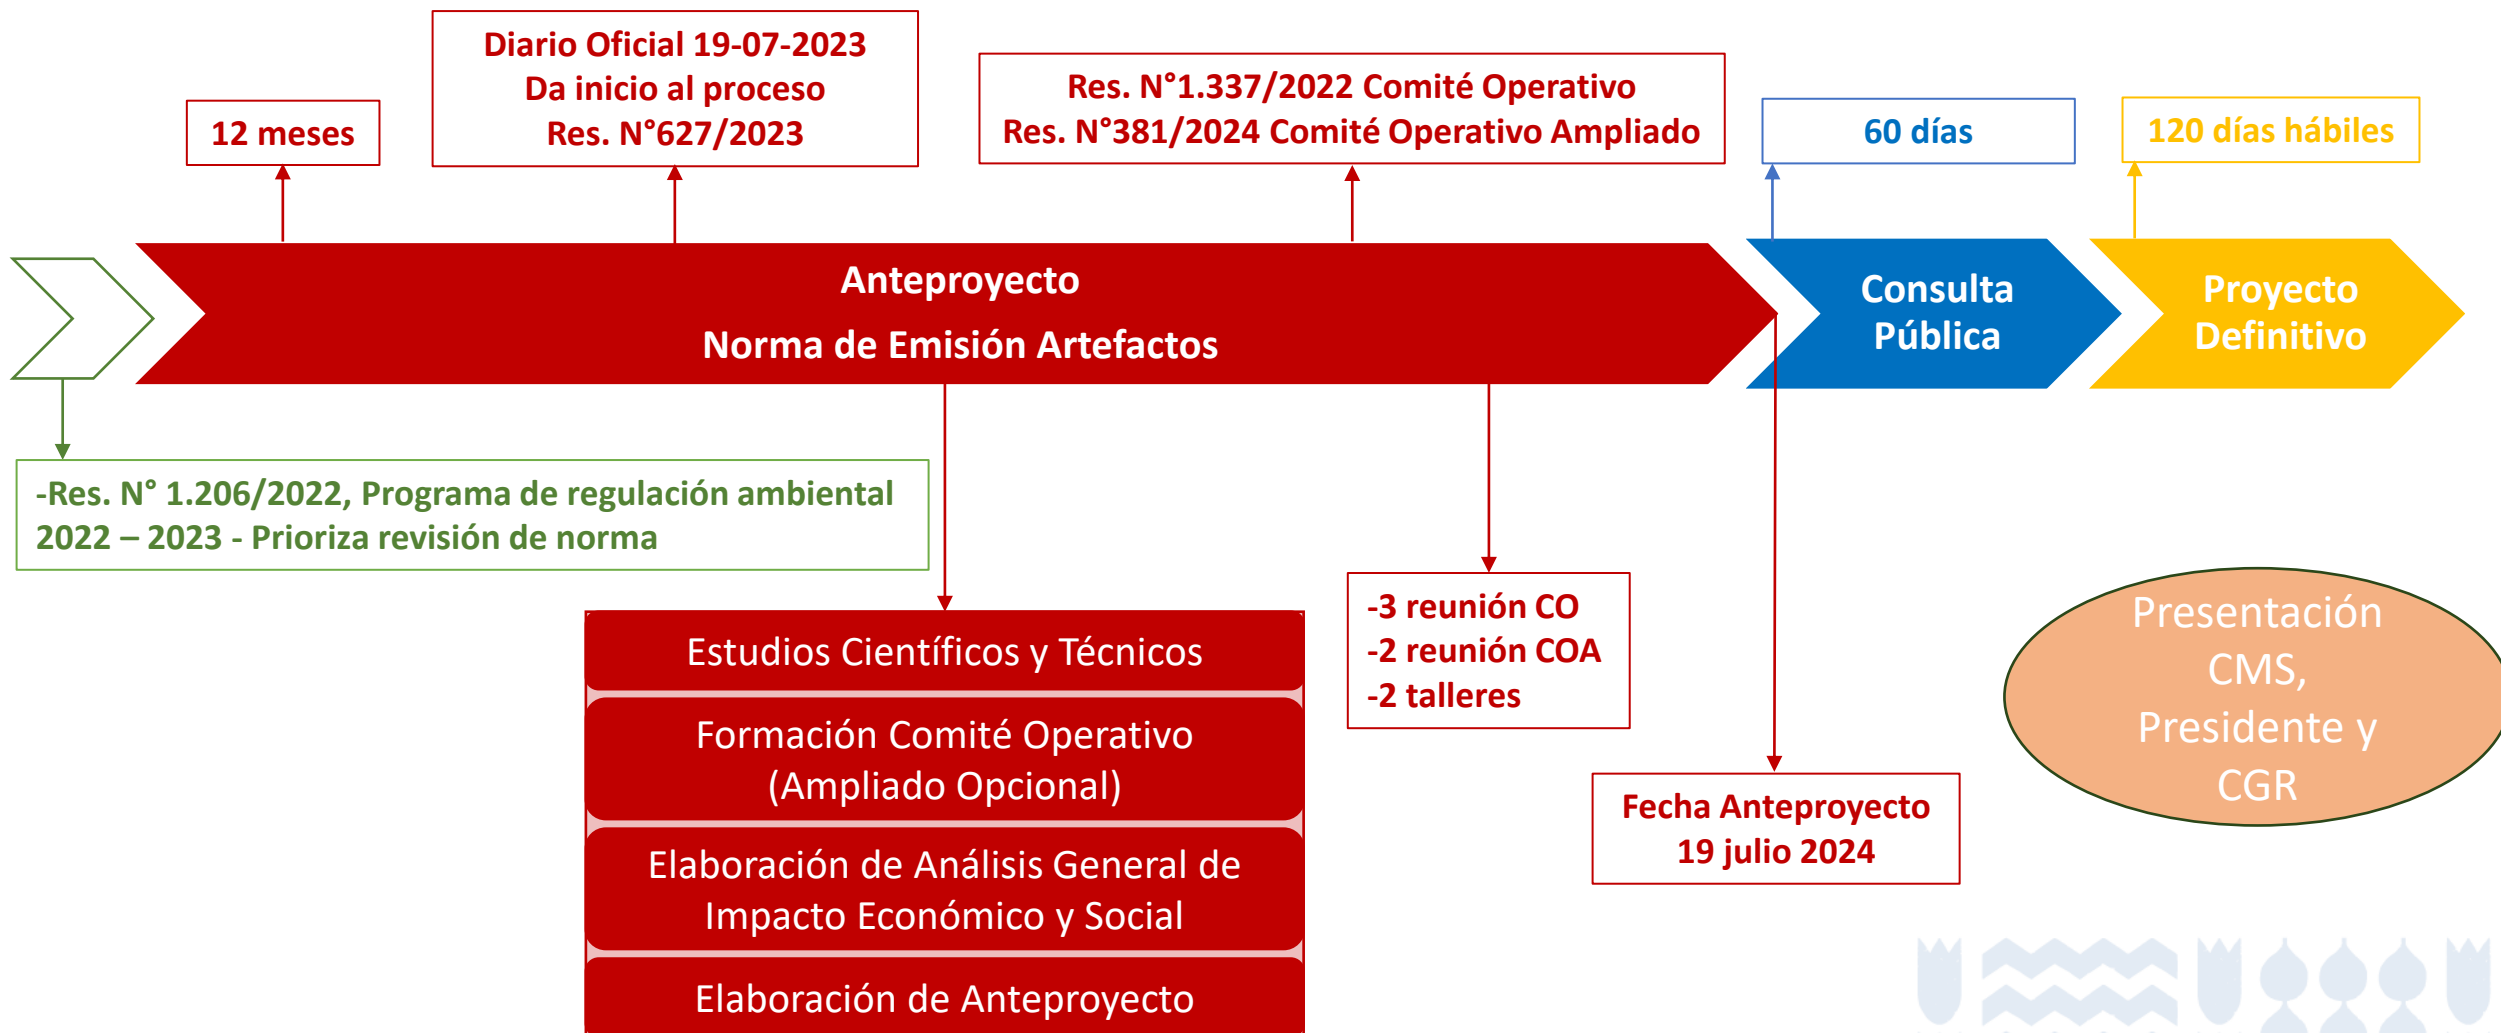 Diario Oficial 19-07-2023
Da inicio al proceso
Res. N°627/2023
12 meses
Res. N°1.337/2022 Comité Operativo
Res. N°381/2024 Comité Operativo Ampliado
60 días
120 días hábiles
Anteproyecto
Norma de Emisión Artefactos
Consulta
Pública
Proyecto
Definitivo
-Res. N° 1.206/2022, Programa de regulación ambiental
2022 – 2023 - Prioriza revisión de norma
Estudios Científicos y Técnicos
Formación Comité Operativo
(Ampliado Opcional)
Elaboración de Análisis General de
Impacto Económico y Social
Elaboración de Anteproyecto
-3 reunión CO
-2 reunión COA
-2 talleres
Fecha Anteproyecto
19 julio 2024
Presentación
CMS,
Presidente y
CGR